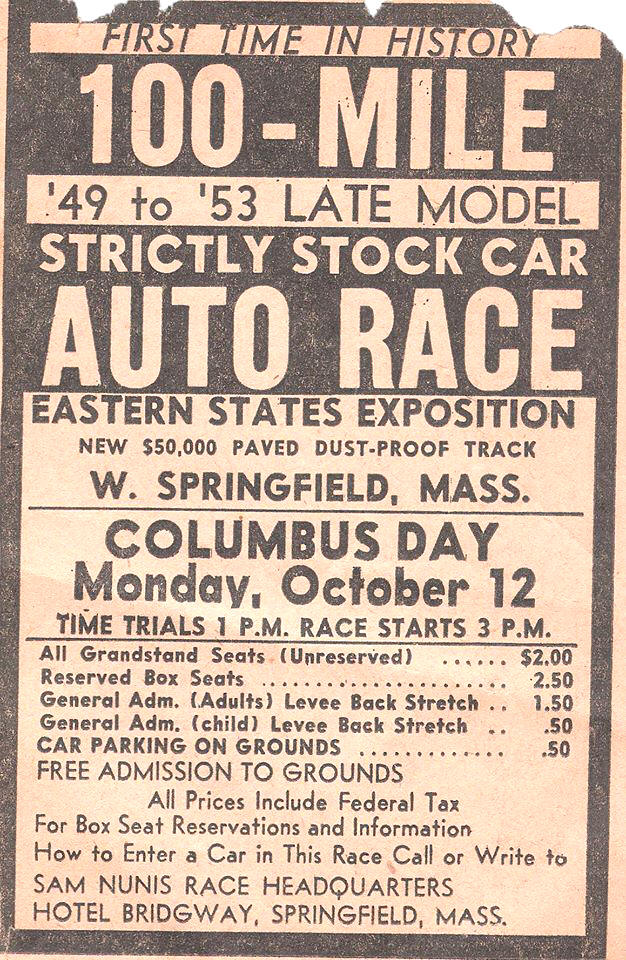 FIRST TIME IN HISTORY
100-MILE
'49 to '53 LATE MODEL
STRICTLY STOCK CAR
AUTO RACE
EASTERN STATES EXPOSITION
NEW $50,000 PAVED DUST-PROOF TRACK
W. SPRINGFIELD, MASS.
COLUMBUS DAY
Monday, October 12
TIME TRIALS 1 P.M. RACE STARTS 3 P.M.
All Grandstand Seats (Unreserved) ...... $2.00
Reserved Box Seats ..................... 2.50
General Adm. (Adults) Levee Back Stretch .. 1.50
General Adm. (child) Levee Back Stretch .. .50
CAR PARKING ON GROUNDS ............. .50
FREE ADMISSION TO GROUNDS
All Prices Include Federal Tax
For Box Seat Reservations and Information
How to Enter a Car in This Race Call or Write to
SAM NUNIS RACE HEADQUARTERS
HOTEL BRIDGWAY, SPRINGFIELD, MASS.